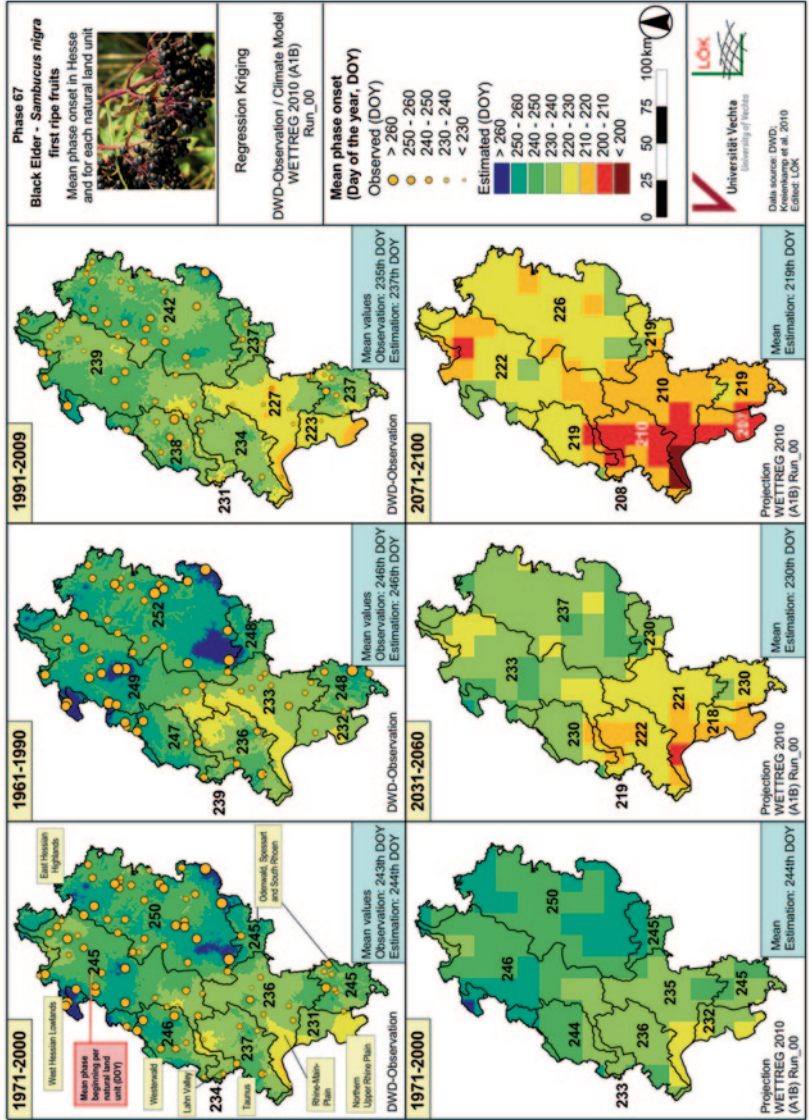 1971-2000
West Hessian Lowlands
East Hessian
Highlands
Mean phase
beginning per
natural land
unit (DOY)
Westerwald
Lahn Valley
Taunus
Rhine-Main-
Plain
Northern
Upper Rhine Plain
Odenwald, Spessart
and South Rhoen
245
250
246
234
237
236
245
231
245
DWD-Observation
Mean values
Observation: 243th DOY
Estimation: 244th DOY
1961-1990
249
252
247
239
236
233
248
232
248
DWD-Observation
Mean values
Observation: 246th DOY
Estimation: 246th DOY
1991-2009
239
242
238
231
234
227
237
223
237
DWD-Observation
Mean values
Observation: 235th DOY
Estimation: 237th DOY
Phase 67
Black Elder - Sambucus nigra
first ripe fruits
Mean phase onset in Hesse
and for each natural land unit
Regression Kriging
DWD-Observation / Climate Model
WETTREG 2010 (A1B)
Run_00
Mean phase onset
(Day of the year, DOY)
Observed (DOY)
> 260
250 - 260
240 - 250
230 - 240
< 230
Estimated (DOY)
> 260
250 - 260
240 - 250
230 - 240
220 - 230
210 - 220
200 - 210
< 200
0 25 50 75 100 km
Universität Vechta
University of Vechta
LÖK
Data source: DWD;
Kreienkamp et al. 2010
Edited: LÖK
1971-2000
246
250
244
233
236
235
245
232
245
Projection
WETTREG 2010
(A1B) Run_00
Mean
Estimation: 244th DOY
2031-2060
233
237
230
219
222
221
230
218
230
Projection
WETTREG 2010
(A1B) Run_00
Mean
Estimation: 230th DOY
2071-2100
222
226
219
208
210
210
219
207
219
Projection
WETTREG 2010
(A1B) Run_00
Mean
Estimation: 219th DOY